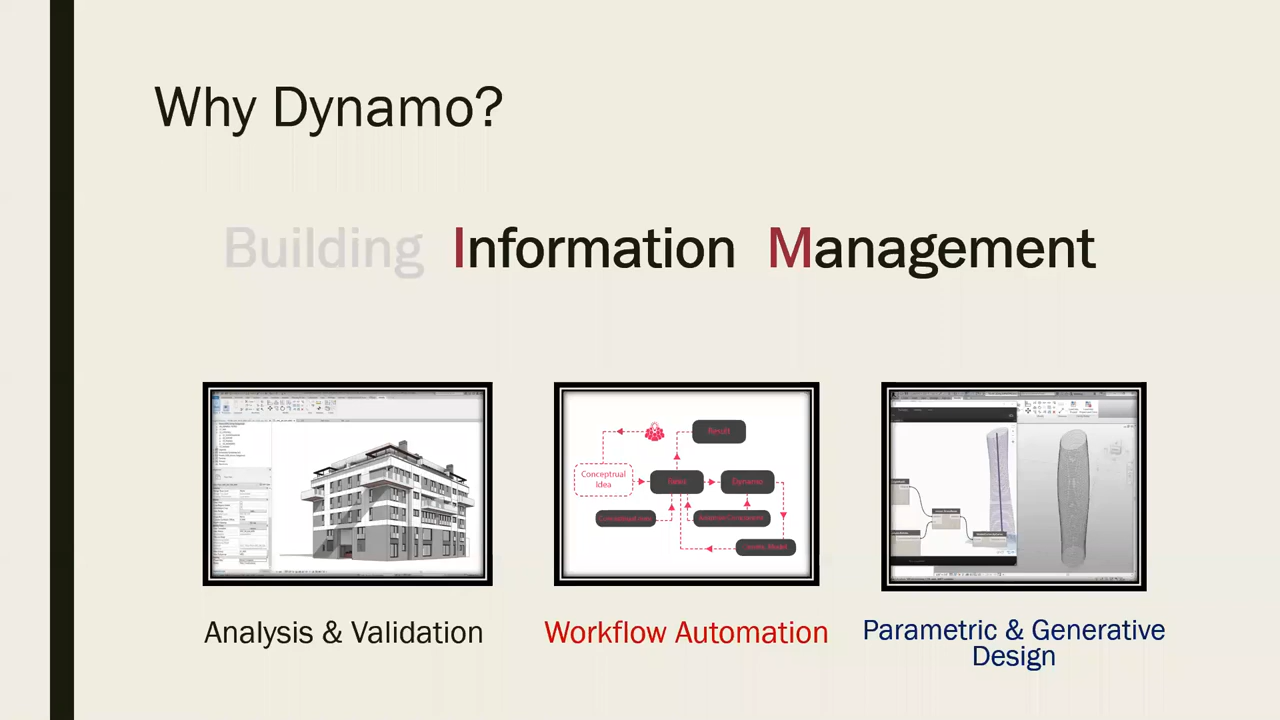 Why Dynamo?
Building Information Management
Result
Conceptual
Idea
Dynamo
Analysis & Validation
Workflow Automation
Parametric & Generative
Design